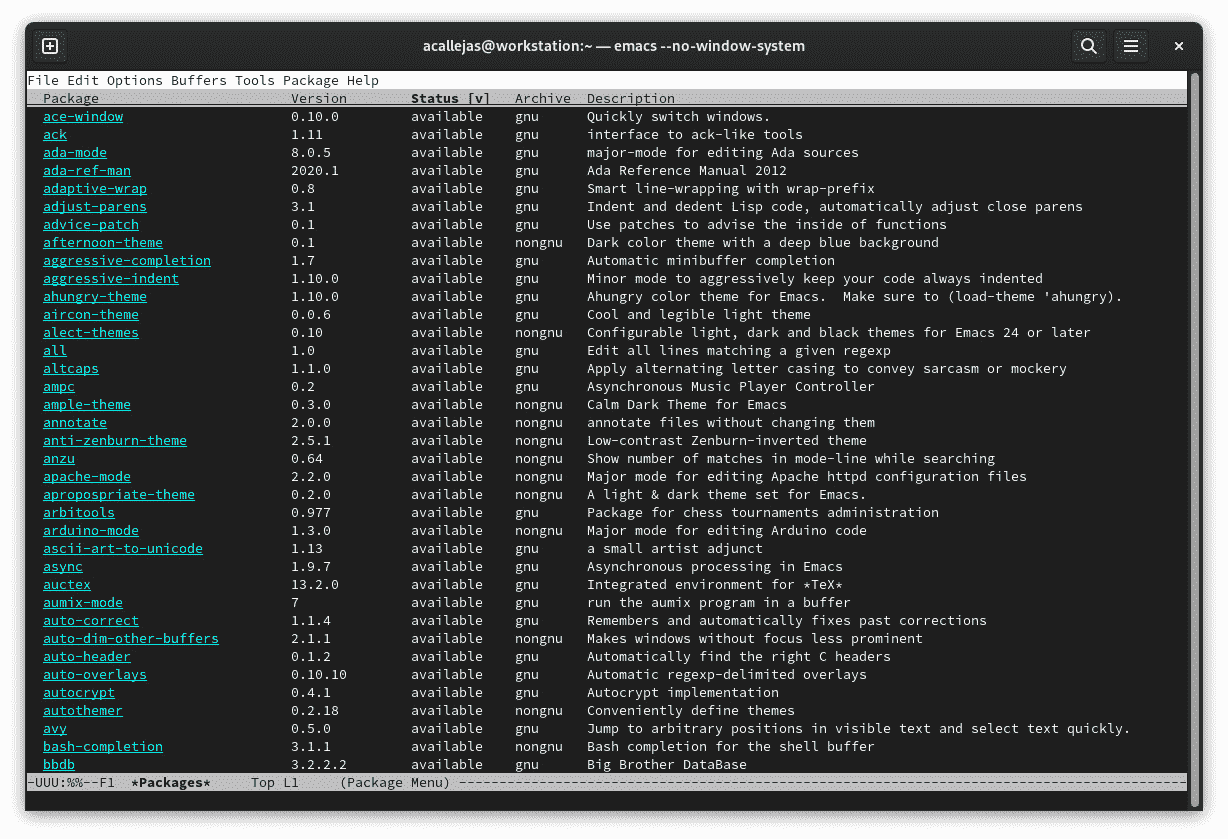 acallejas@workstation:~ — emacs --no-window-system
File Edit Options Buffers Tools Package Help
Package Version Status [v] Archive Description
ace-window 0.10.0 available gnu Quickly switch windows.
ack 1.11 available gnu interface to ack-like tools
ada-mode 8.0.5 available gnu major-mode for editing Ada sources
ada-ref-man 2020.1 available gnu Ada Reference Manual 2012
adaptive-wrap 0.8 available gnu Smart line-wrapping with wrap-prefix
adjust-parens 3.1 available gnu Indent and dedent Lisp code, automatically adjust close parens
advice-patch 0.1 available gnu Use patches to advise the inside of functions
afternoon-theme 0.1 available nongnu Dark color theme with a deep blue background
aggressive-completion 1.7 available gnu Automatic minibuffer completion
aggressive-indent 1.10.0 available gnu Minor mode to aggressively keep your code always indented
ahungry-theme 1.10.0 available gnu Ahungry color theme for Emacs.  Make sure to (load-theme 'ahungry).
aircon-theme 0.0.6 available gnu Cool and legible light theme
alect-themes 0.10 available nongnu Configurable light, dark and black themes for Emacs 24 or later
all 1.0 available gnu Edit all lines matching a given regexp
altcaps 1.1.0 available gnu Apply alternating letter casing to convey sarcasm or mockery
ampc 0.2 available gnu Asynchronous Music Player Controller
ample-theme 0.3.0 available nongnu Calm Dark Theme for Emacs
annotate 2.0.0 available nongnu annotate files without changing them
anti-zenburn-theme 2.5.1 available nongnu Low-contrast Zenburn-inverted theme
anzu 0.64 available nongnu Show number of matches in mode-line while searching
apache-mode 2.2.0 available nongnu Major mode for editing Apache httpd configuration files
apropospriate-theme 0.2.0 available nongnu A light & dark theme set for Emacs.
arbitools 0.977 available gnu Package for chess tournaments administration
arduino-mode 1.3.0 available nongnu Major mode for editing Arduino code
ascii-art-to-unicode 1.13 available gnu a small artist adjunct
async 1.9.7 available gnu Asynchronous processing in Emacs
auctex 13.2.0 available gnu Integrated environment for *TeX*
aumix-mode 7 available gnu run the aumix program in a buffer
auto-correct 1.1.4 available gnu Remembers and automatically fixes past corrections
auto-dim-other-buffers 2.1.1 available nongnu Makes windows without focus less prominent
auto-header 0.1.2 available gnu Automatically find the right C headers
auto-overlays 0.10.10 available gnu Automatic regexp-delimited overlays
autocrypt 0.4.1 available gnu Autocrypt implementation
autothemer 0.2.18 available nongnu Conveniently define themes
avy 0.5.0 available gnu Jump to arbitrary positions in visible text and select text quickly.
bash-completion 3.1.1 available nongnu Bash completion for the shell buffer
bbdb 3.2.2.2 available gnu Big Brother DataBase
-UUU:%%--F1  *Packages*     Top L1     (Package Menu) -------------------------------------------------------------------------------------------